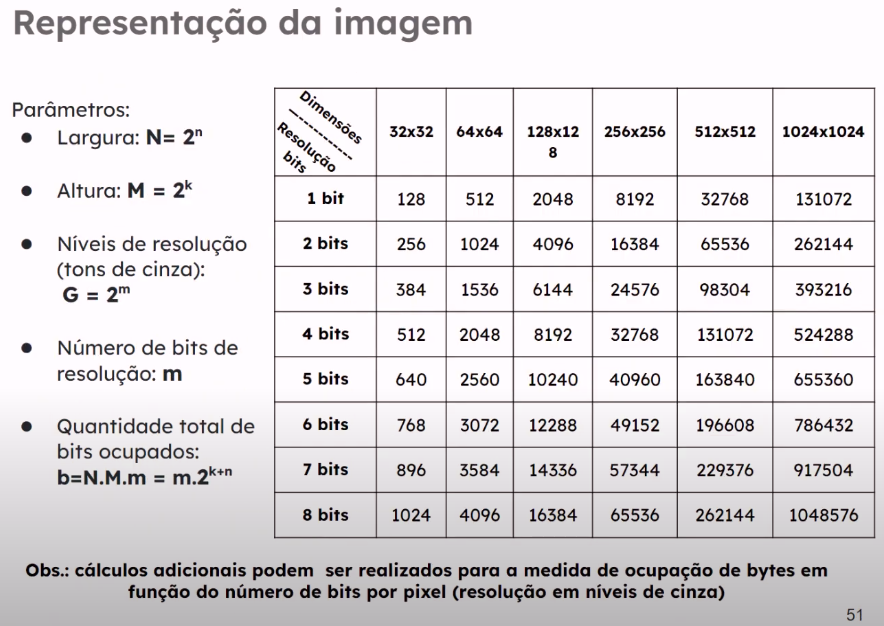 Representação da imagem
Parâmetros:
● Largura: N= 2ⁿ
● Altura: M = 2ᵏ
● Níveis de resolução
(tons de cinza):
G = 2ᵐ
● Número de bits de
resolução: m
● Quantidade total de
bits ocupados:
b=N.M.m = m.2ᵏ⁺ⁿ
Dimensões
Resolução
bits
32x32 64x64 128x12 256x256 512x512 1024x1024
8
1 bit 128 512 2048 8192 32768 131072
2 bits 256 1024 4096 16384 65536 262144
3 bits 384 1536 6144 24576 98304 393216
4 bits 512 2048 8192 32768 131072 524288
5 bits 640 2560 10240 40960 163840 655360
6 bits 768 3072 12288 49152 196608 786432
7 bits 896 3584 14336 57344 229376 917504
8 bits 1024 4096 16384 65536 262144 1048576
Obs.: cálculos adicionais podem ser realizados para a medida de ocupação de bytes em
função do número de bits por pixel (resolução em níveis de cinza)
51